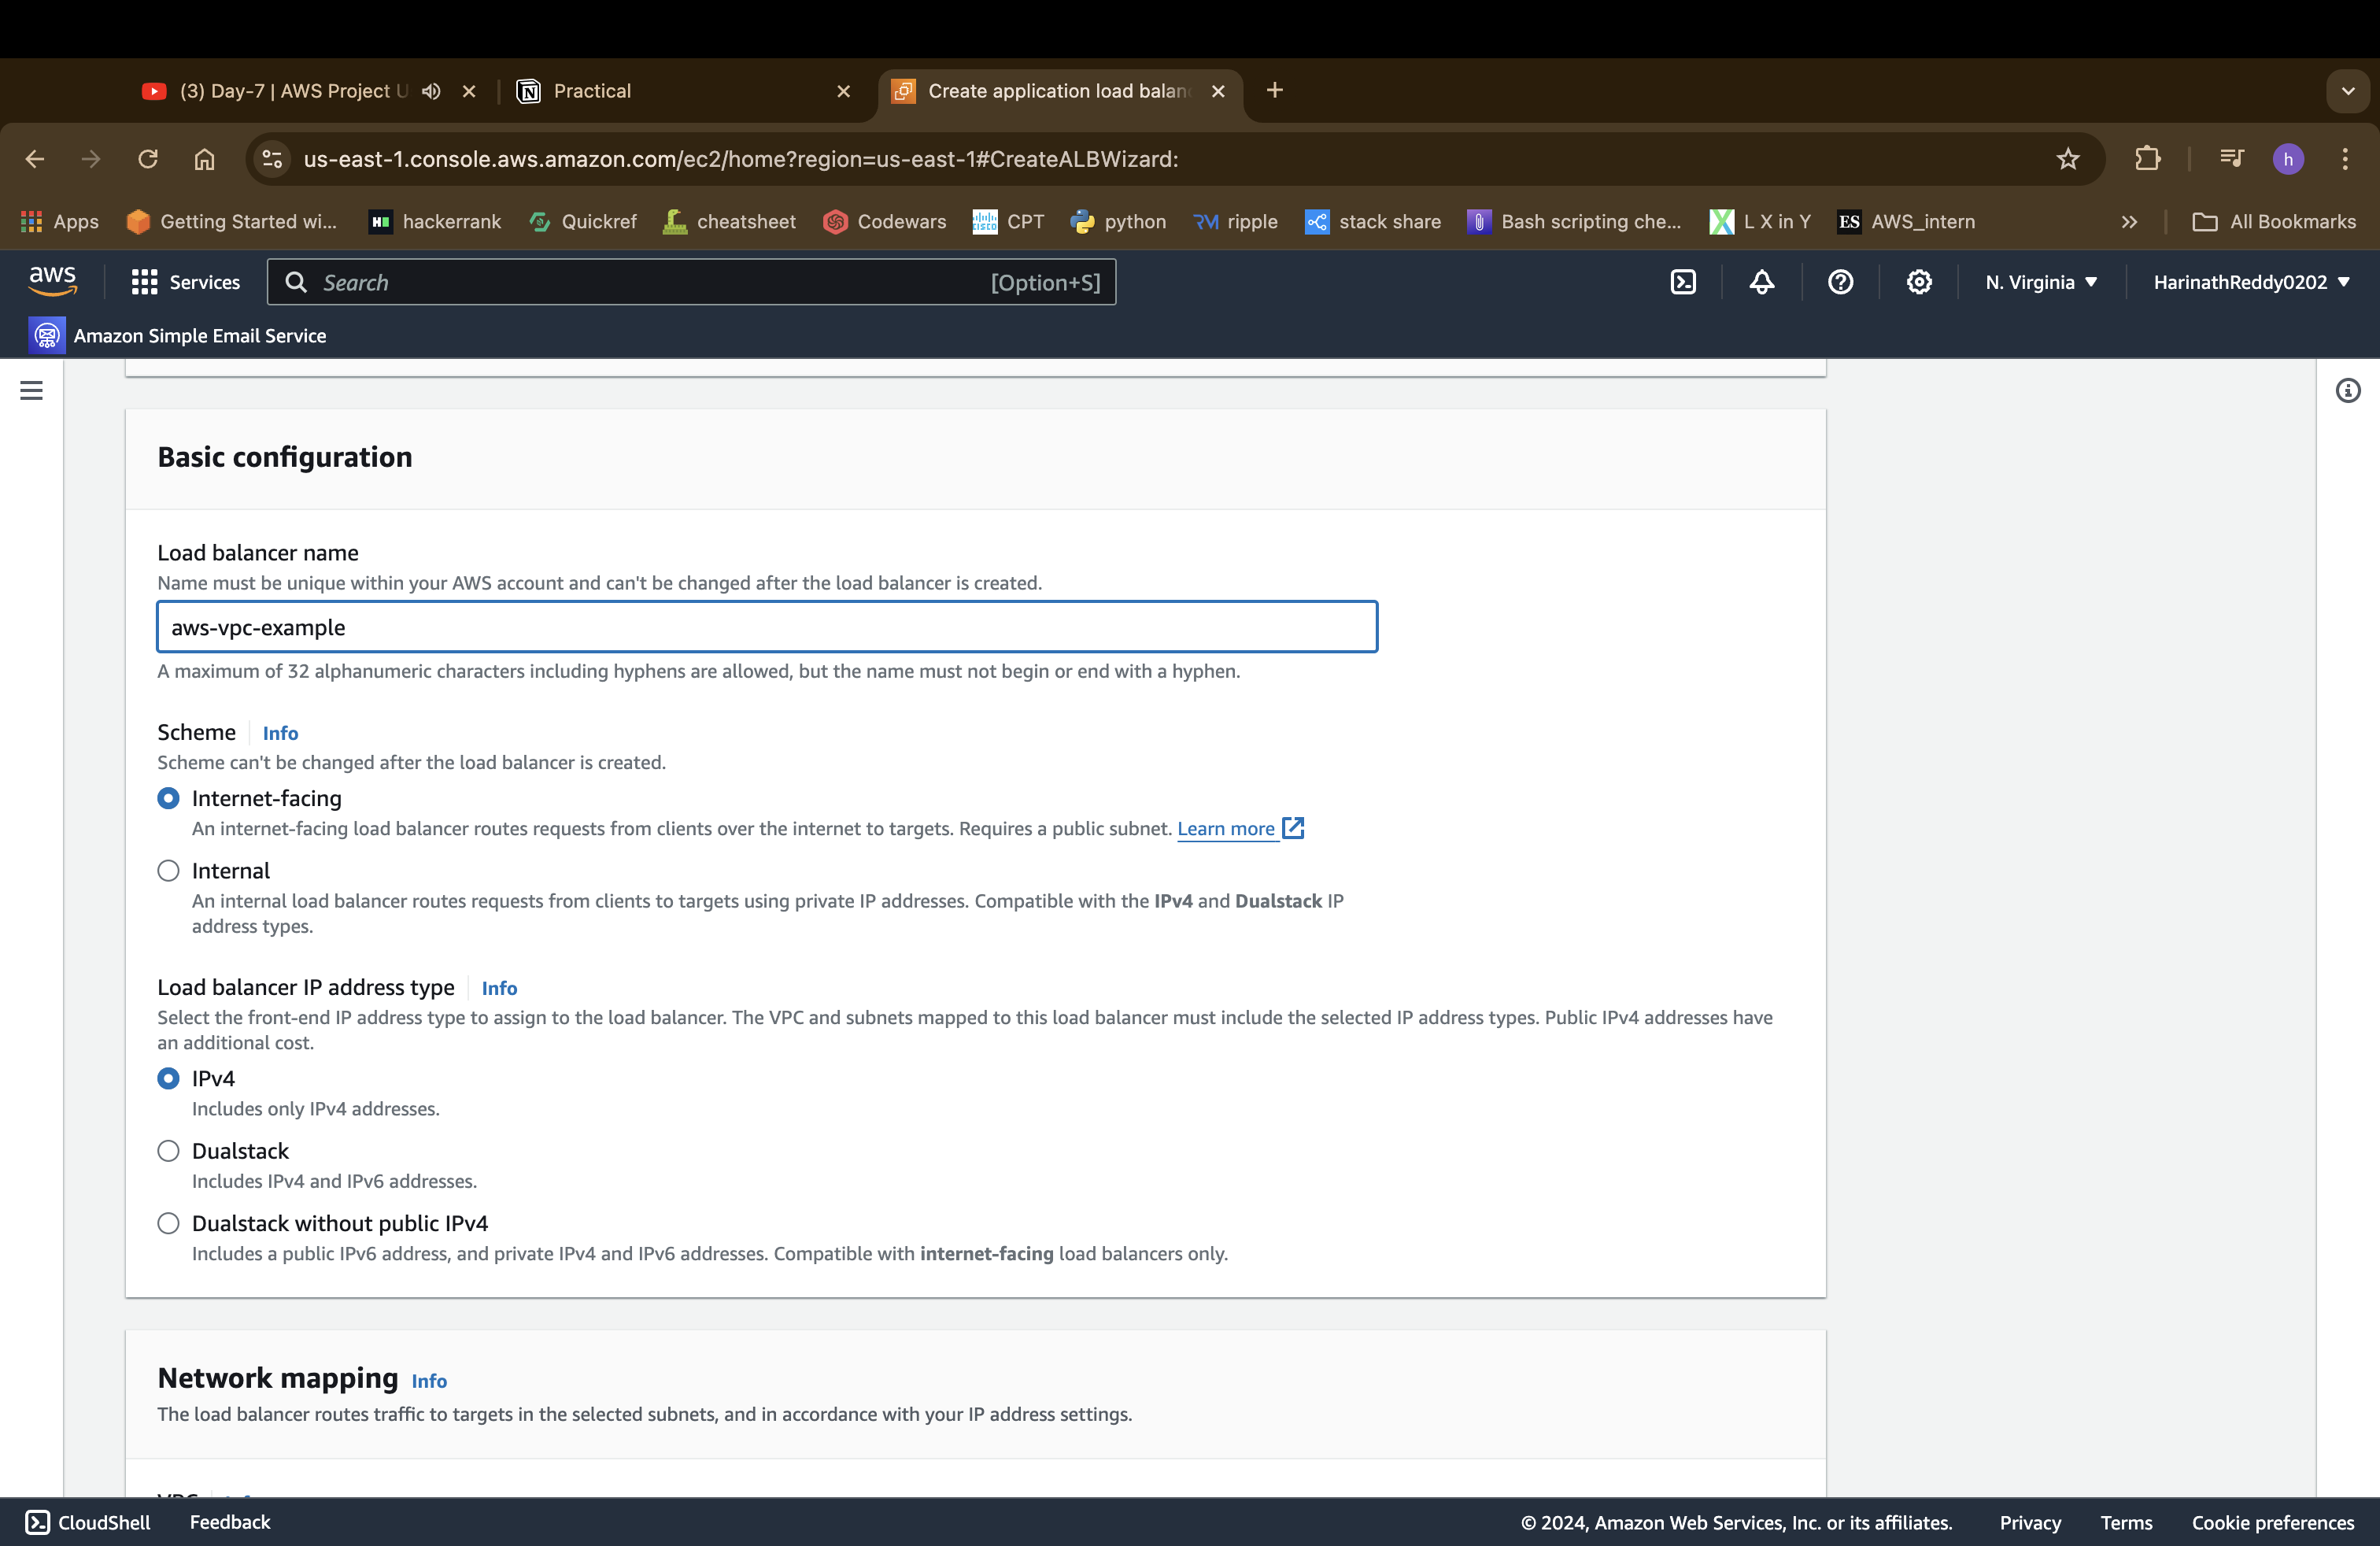 (3) Day-7 | AWS Project U
Practical
Create application load balan
us-east-1.console.aws.amazon.com/ec2/home?region=us-east-1#CreateALBWizard:
h
Apps
Getting Started wi...
hackerrank
Quickref
cheatsheet
Codewars
CPT
python
ripple
stack share
Bash scripting che...
L X in Y
ES
AWS_intern
All Bookmarks
aws
Services
Search
[Option+S]
N. Virginia
HarinathReddy0202
Amazon Simple Email Service
Basic configuration
Load balancer name
Name must be unique within your AWS account and can't be changed after the load balancer is created.
aws-vpc-example
A maximum of 32 alphanumeric characters including hyphens are allowed, but the name must not begin or end with a hyphen.
Scheme Info
Scheme can't be changed after the load balancer is created.
Internet-facing
An internet-facing load balancer routes requests from clients over the internet to targets. Requires a public subnet. Learn more
Internal
An internal load balancer routes requests from clients to targets using private IP addresses. Compatible with the IPv4 and Dualstack IP
address types.
Load balancer IP address type Info
Select the front-end IP address type to assign to the load balancer. The VPC and subnets mapped to this load balancer must include the selected IP address types. Public IPv4 addresses have
an additional cost.
IPv4
Includes only IPv4 addresses.
Dualstack
Includes IPv4 and IPv6 addresses.
Dualstack without public IPv4
Includes a public IPv6 address, and private IPv4 and IPv6 addresses. Compatible with internet-facing load balancers only.
Network mapping Info
The load balancer routes traffic to targets in the selected subnets, and in accordance with your IP address settings.
CloudShell
Feedback
© 2024, Amazon Web Services, Inc. or its affiliates.
Privacy
Terms
Cookie preferences